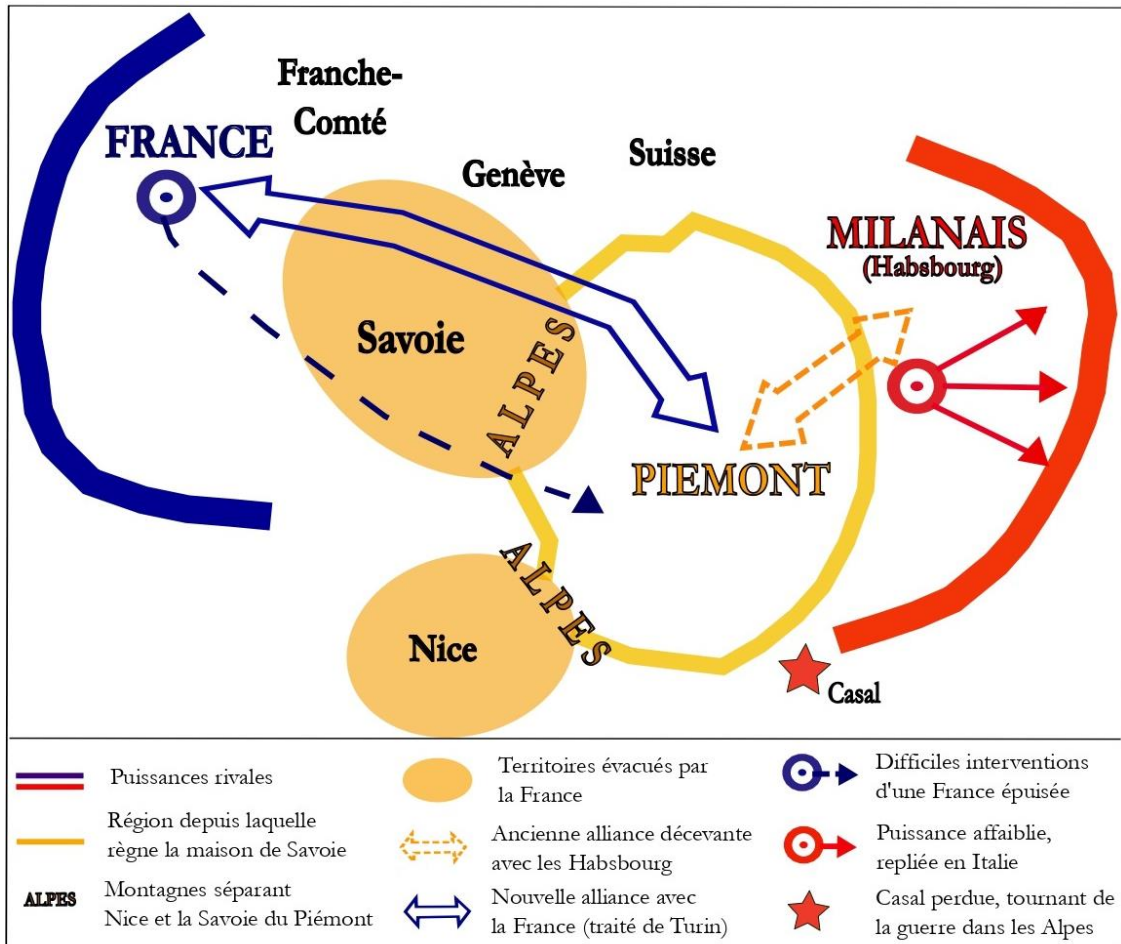 Franche-
Comté
FRANCE
Genève
Suisse
MILANAIS
(Habsbourg)
Savoie
ALPES
PIEMONT
ALPES
Nice
Casal
Puissances rivales
Région depuis laquelle
règne la maison de Savoie
ALPES
Montagnes séparant
Nice et la Savoie du Piémont
Territoires évacués par
la France
Ancienne alliance décevante
avec les Habsbourg
Nouvelle alliance avec
la France (traité de Turin)
Difficiles interventions
d'une France épuisée
Puissance affaiblie,
repliée en Italie
Casal perdue, tournant de
la guerre dans les Alpes